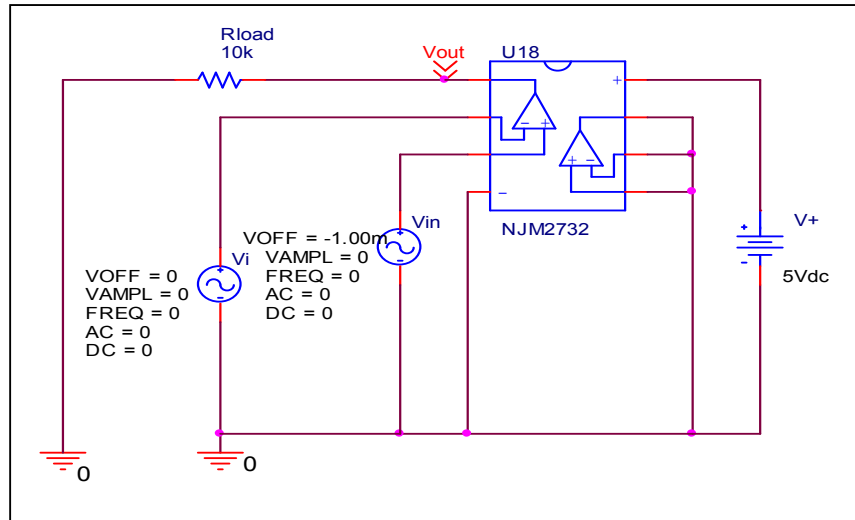 Rload
10k
Vout
U18
+
-
+
+
-
-
NJM2732
Vin
VOFF = -1.00m
VAMPL = 0
FREQ = 0
AC = 0
DC = 0
Vi
VOFF = 0
VAMPL = 0
FREQ = 0
AC = 0
DC = 0
V+
5Vdc
0
0